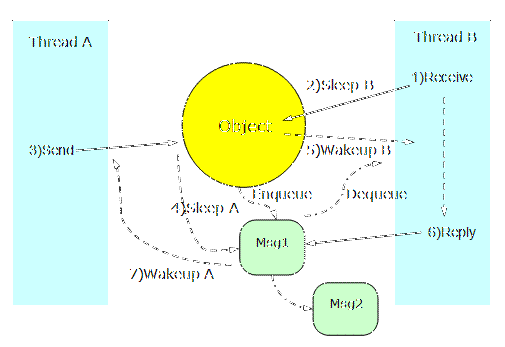 Thread A
Thread B
2)Sleep B
1)Receive
Object
3)Send
5)Wakeup B
Enqueue
Dequeue
4)Sleep A
6)Reply
Msg1
7)Wakeup A
Msg2